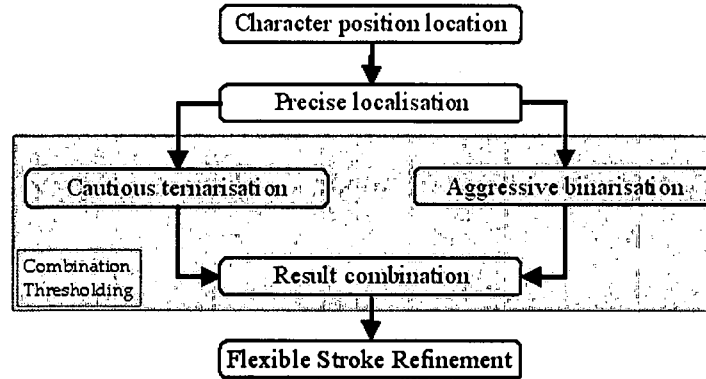 Character position location
Precise localisation
Cautious ternarisation
Aggressive binarisation
Combination
Thresholding
Result combination
Flexible Stroke Refinement